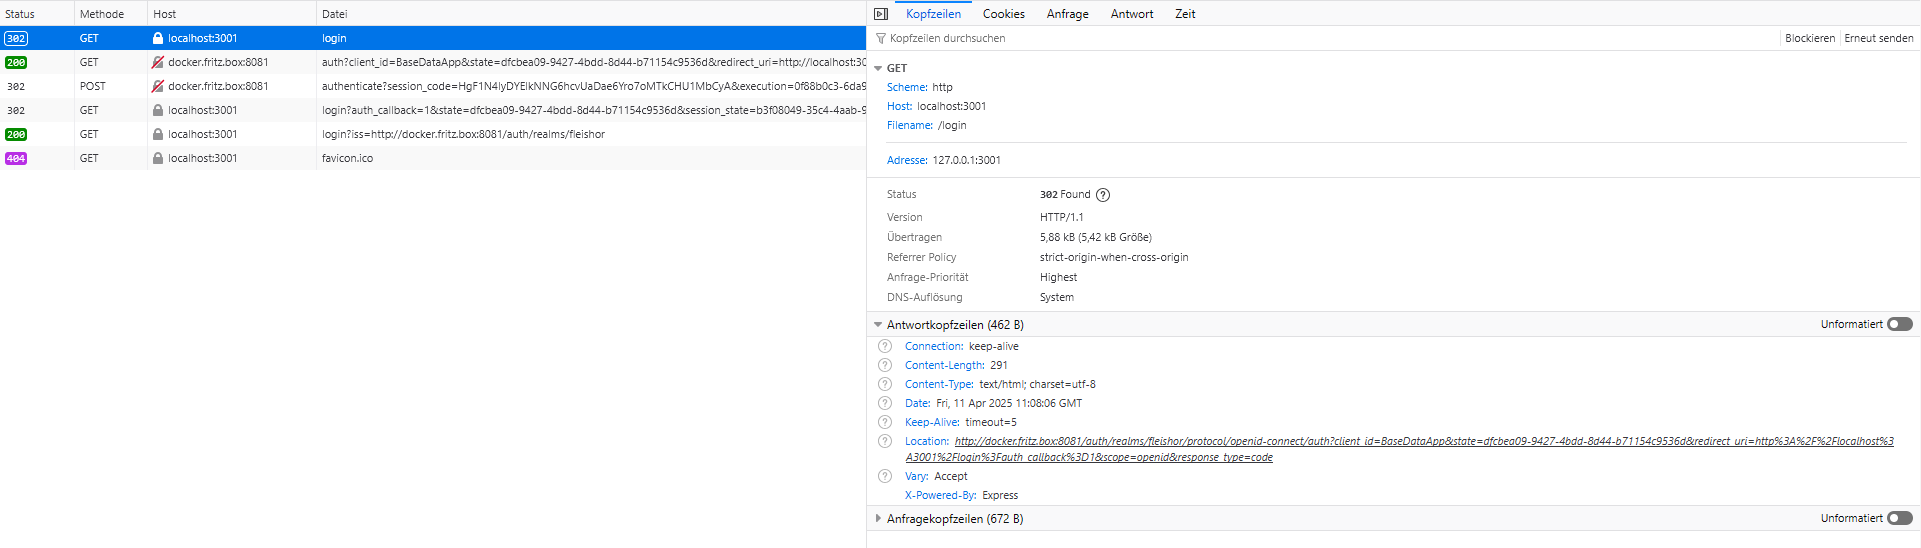 Status Methode Host Datei
302 GET localhost:3001 login
200 GET docker.fritz.box:8081 auth?client_id=BaseDataApp&state=dfcbea09-9427-4bdd-8d44-b71154c9536d&redirect_uri=http://localhost:30
302 POST docker.fritz.box:8081 authenticate?session_code=HgF1N4lyDYElkNNG6hcvUaDae6Yro7oMTkCHU1MbCyA&execution=0f88b0c3-6da9
302 GET localhost:3001 login?auth_callback=1&state=dfcbea09-9427-4bdd-8d44-b71154c9536d&session_state=b3f08049-35c4-4aab-9
200 GET localhost:3001 login?iss=http://docker.fritz.box:8081/auth/realms/fleishor
404 GET localhost:3001 favicon.ico
Kopfzeilen Cookies Anfrage Antwort Zeit
Kopfzeilen durchsuchen Blockieren Erneut senden
GET
Scheme: http
Host: localhost:3001
Filename: /login
Adresse: 127.0.0.1:3001
Status 302 Found ?
Version HTTP/1.1
Übertragen 5,88 kB (5,42 kB Größe)
Referrer Policy strict-origin-when-cross-origin
Anfrage-Priorität Highest
DNS-Auflösung System
Antwortkopfzeilen (462 B) Unformatiert
? Connection: keep-alive
? Content-Length: 291
? Content-Type: text/html; charset=utf-8
? Date: Fri, 11 Apr 2025 11:08:06 GMT
? Keep-Alive: timeout=5
? Location: http://docker.fritz.box:8081/auth/realms/fleishor/protocol/openid-connect/auth?client_id=BaseDataApp&state=dfcbea09-9427-4bdd-8d44-b71154c9536d&redirect_uri=http%3A%2F%2Flocalhost%3
A3001%2Flogin%3Fauth_callback%3D1&scope=openid&response_type=code
? Vary: Accept
X-Powered-By: Express
Anfragekopfzeilen (672 B) Unformatiert